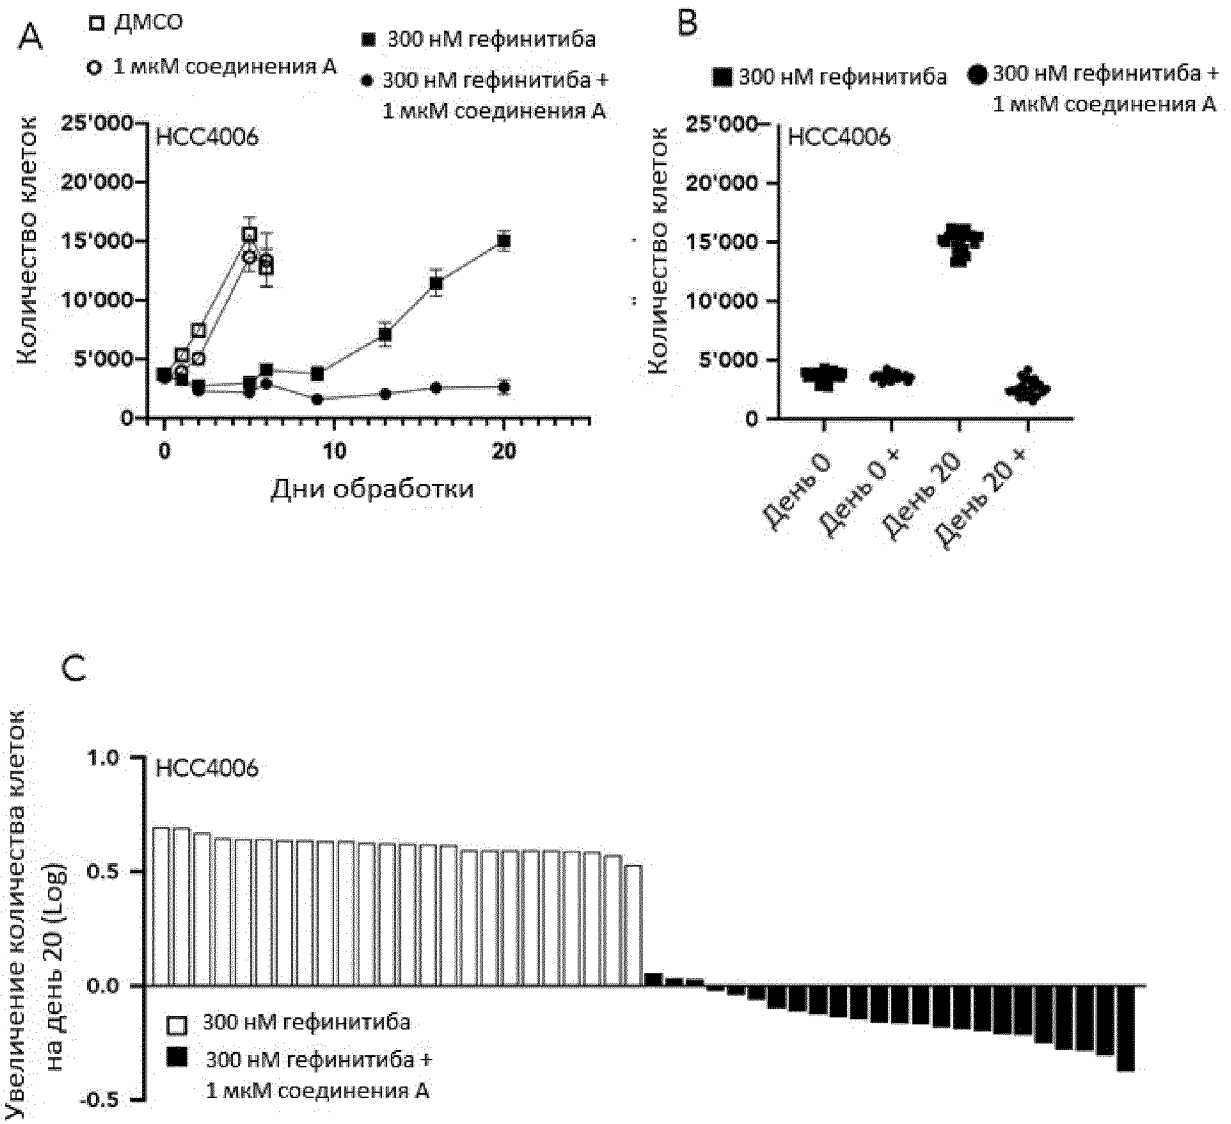 A
ДМСО
1 мкМ соединения А
300 нМ гефинитиба
300 нМ гефинитиба +
1 мкМ соединения А
Количество клеток
25'000
20'000
15'000
10'000
5'000
0
HCC4006
0
10
20
Дни обработки
B
300 нМ гефинитиба
300 нМ гефинитиба +
1 мкМ соединения А
Количество клеток
25'000
20'000
15'000
10'000
5'000
0
HCC4006
День 0
День 0 +
День 20
День 20 +
C
Увеличение количества клеток
на день 20 (Log)
1.0
0.5
0.0
-0.5
HCC4006
300 нМ гефинитиба
300 нМ гефинитиба +
1 мкМ соединения А